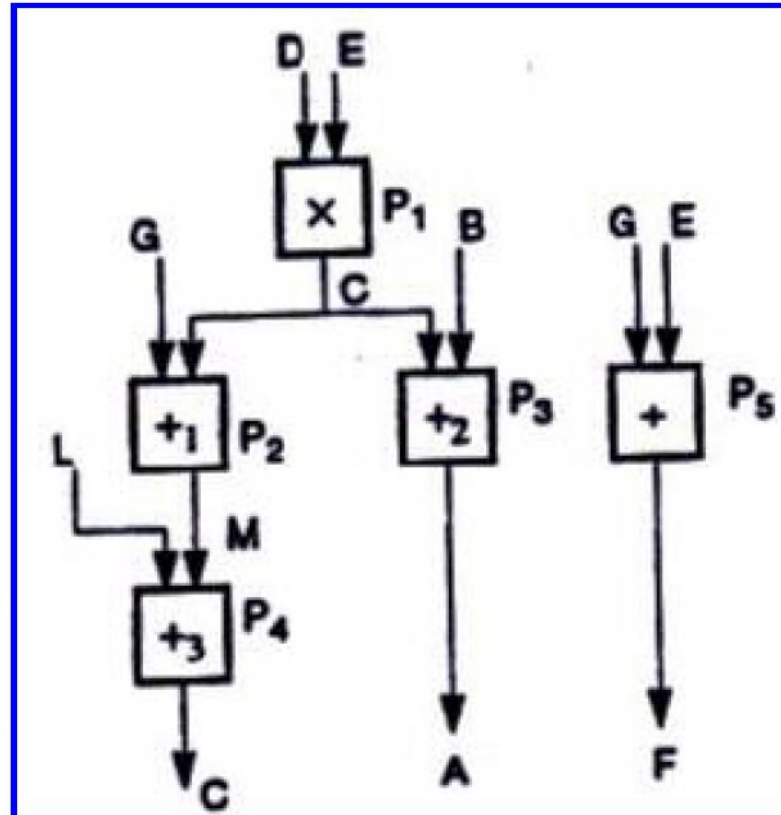 D E
× P₁
G B G E
C
+₁ P₂ +₂ P₃ + P₅
L
M
+₃ P₄
C A F